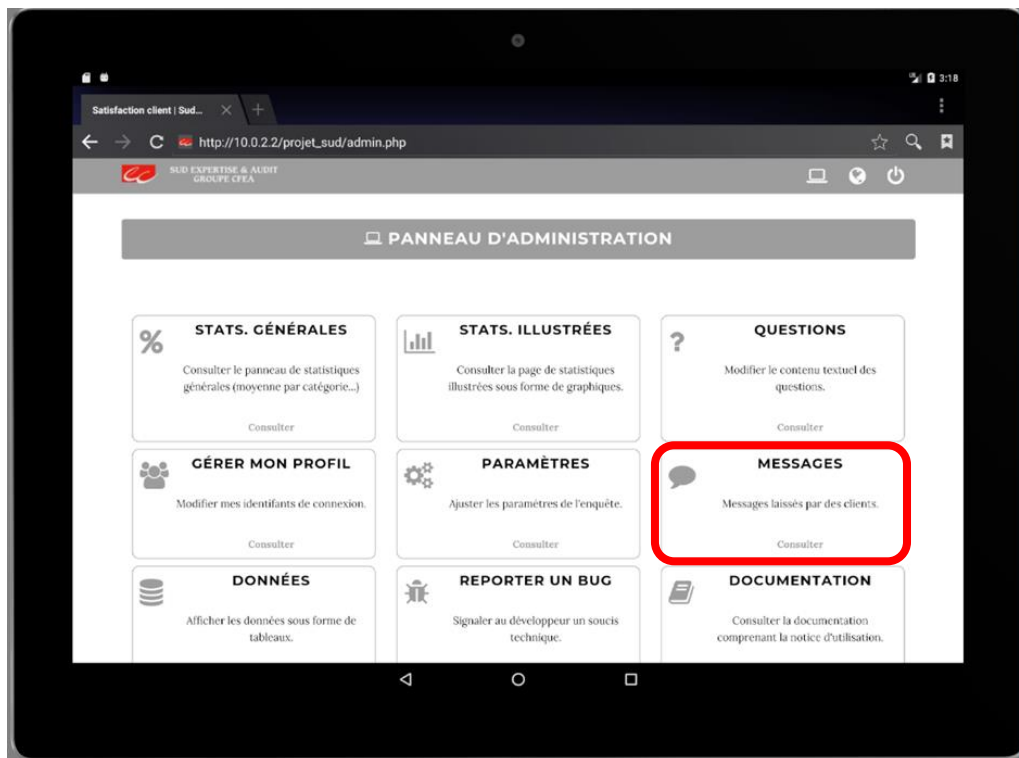 3:18
Satisfaction client | Sud...
http://10.0.2.2/projet_sud/admin.php
SUD EXPERTISE & AUDIT
GROUPE CFEA
PANNEAU D'ADMINISTRATION
STATS. GÉNÉRALES
Consulter le panneau de statistiques
générales (moyenne par catégorie...)
Consulter
STATS. ILLUSTRÉES
Consulter la page de statistiques
illustrées sous forme de graphiques.
Consulter
QUESTIONS
Modifier le contenu textuel des
questions.
Consulter
GÉRER MON PROFIL
Modifier mes identifants de connexion.
Consulter
PARAMÈTRES
Ajuster les paramètres de l'enquête.
Consulter
MESSAGES
Messages laissés par des clients.
Consulter
DONNÉES
Afficher les données sous forme de
tableaux.
REPORTER UN BUG
Signaler au développeur un soucis
technique.
DOCUMENTATION
Consulter la documentation
comprenant la notice d'utilisation.